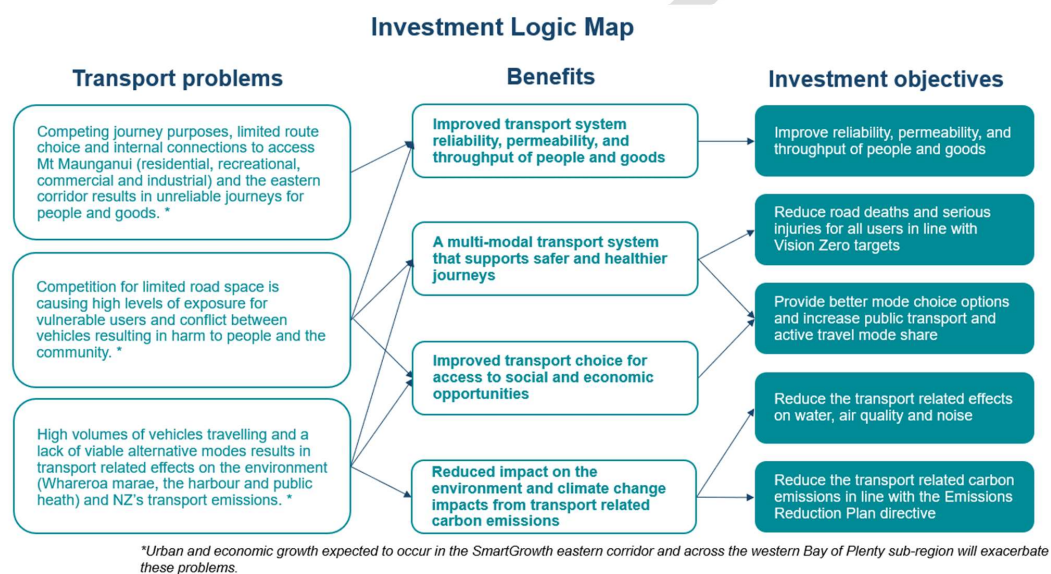 Investment Logic Map
Transport problems
Benefits
Investment objectives
Competing journey purposes, limited route
choice and internal connections to access
Mt Maunganui (residential, recreational,
commercial and industrial) and the eastern
corridor results in unreliable journeys for
people and goods. *
Competition for limited road space is
causing high levels of exposure for
vulnerable users and conflict between
vehicles resulting in harm to people and the
community. *
High volumes of vehicles travelling and a
lack of viable alternative modes results in
transport related effects on the environment
(Whareroa marae, the harbour and public
heath) and NZ's transport emissions. *
Improved transport system
reliability, permeability, and
throughput of people and goods
A multi-modal transport system
that supports safer and healthier
journeys
Improved transport choice for
access to social and economic
opportunities
Reduced impact on the
environment and climate change
impacts from transport related
carbon emissions
Improve reliability, permeability, and
throughput of people and goods
Reduce road deaths and serious
injuries for all users in line with
Vision Zero targets
Provide better mode choice options
and increase public transport and
active travel mode share
Reduce the transport related effects
on water, air quality and noise
Reduce the transport related carbon
emissions in line with the Emissions
Reduction Plan directive
*Urban and economic growth expected to occur in the SmartGrowth eastern corridor and across the western Bay of Plenty sub-region will exacerbate
these problems.